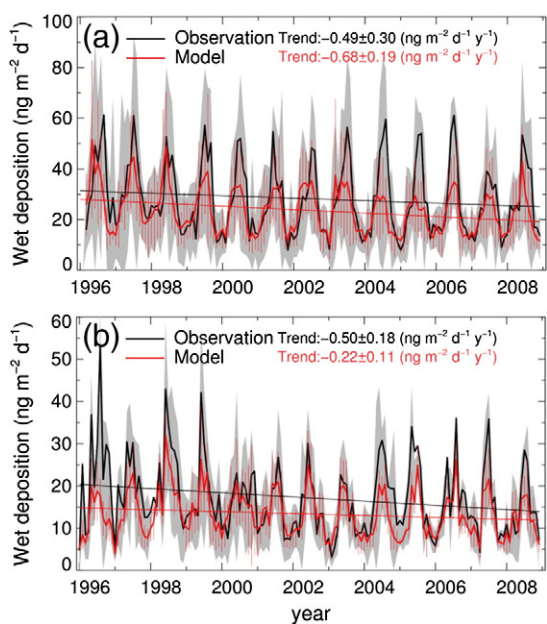 100
80
60
40
20
0
Wet deposition (ng m⁻² d⁻¹)
(a)
Observation Trend:−0.49±0.30 (ng m⁻² d⁻¹ y⁻¹)
Model Trend:−0.68±0.19 (ng m⁻² d⁻¹ y⁻¹)
1996 1998 2000 2002 2004 2006 2008
60
50
40
30
20
10
0
Wet deposition (ng m⁻² d⁻¹)
(b)
Observation Trend:−0.50±0.18 (ng m⁻² d⁻¹ y⁻¹)
Model Trend:−0.22±0.11 (ng m⁻² d⁻¹ y⁻¹)
1996 1998 2000 2002 2004 2006 2008
year